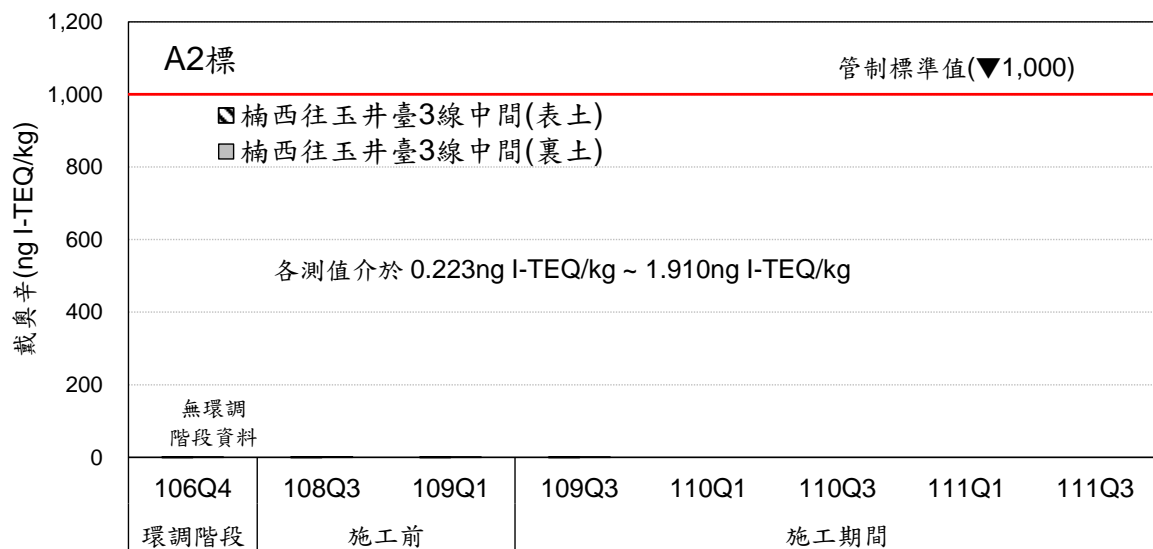 1,200
A2標
管制標準值(▼1,000)
1,000
楠西往玉井臺3線中間(表土)
楠西往玉井臺3線中間(裏土)
800
600
各測值介於 0.223ng I-TEQ/kg ~ 1.910ng I-TEQ/kg
400
200
無環調
階段資料
0
戴奧辛(ng I-TEQ/kg)
106Q4 108Q3 109Q1 109Q3 110Q1 110Q3 111Q1 111Q3
環調階段 施工前 施工期間